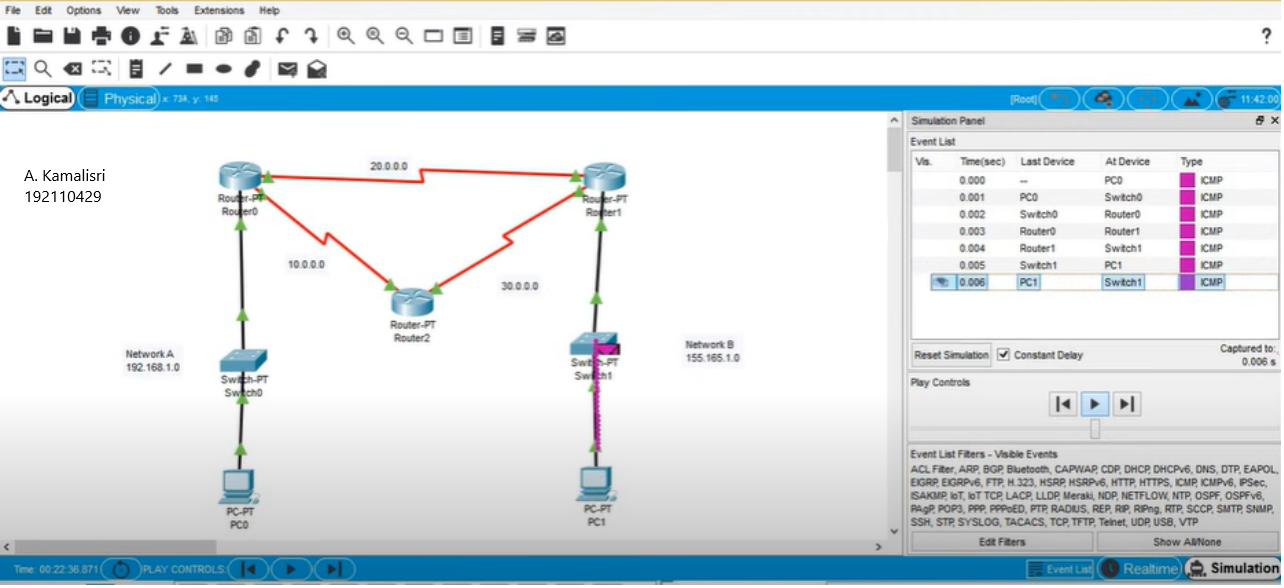 File Edit Options View Tools Extensions Help
?
Logical Physical x: 734, y: 145 [Root] 11:42:00
Simulation Panel
Event List
Vis. Time(sec) Last Device At Device Type
0.000 -- PC0 ICMP
0.001 PC0 Switch0 ICMP
0.002 Switch0 Router0 ICMP
0.003 Router0 Router1 ICMP
0.004 Router1 Switch1 ICMP
0.005 Switch1 PC1 ICMP
0.006 PC1 Switch1 ICMP
Reset Simulation Constant Delay
Captured to:
0.006 s
Play Controls
Event List Filters - Visible Events
ACL Filter, ARP, BGP, Bluetooth, CAPWAP, CDP, DHCP, DHCPv6, DNS, DTP, EAPOL,
EIGRP, EIGRPv6, FTP, H.323, HSRP, HSRPv6, HTTP, HTTPS, ICMP, ICMPv6, IPSec,
ISAKMP, IoT, IoT TCP, LACP, LLDP, Meraki, NDP, NETFLOW, NTP, OSPF, OSPFv6,
PAgP, POP3, PPP, PPPoED, PTP, RADIUS, REP, RIP, RIPng, RTP, SCCP, SMTP, SNMP,
SSH, STP, SYSLOG, TACACS, TCP, TFTP, Telnet, UDP, USB, VTP
Edit Filters Show All/None
A. Kamalisri
192110429
20.0.0.0
Router-PT
Router0
Router-PT
Router1
10.0.0.0
30.0.0.0
Router-PT
Router2
Network A
192.168.1.0
Switch-PT
Switch0
Switch-PT
Switch1
Network B
155.165.1.0
PC-PT
PC0
PC-PT
PC1
Time: 00:22:36.871 PLAY CONTROLS: Event List Realtime Simulation